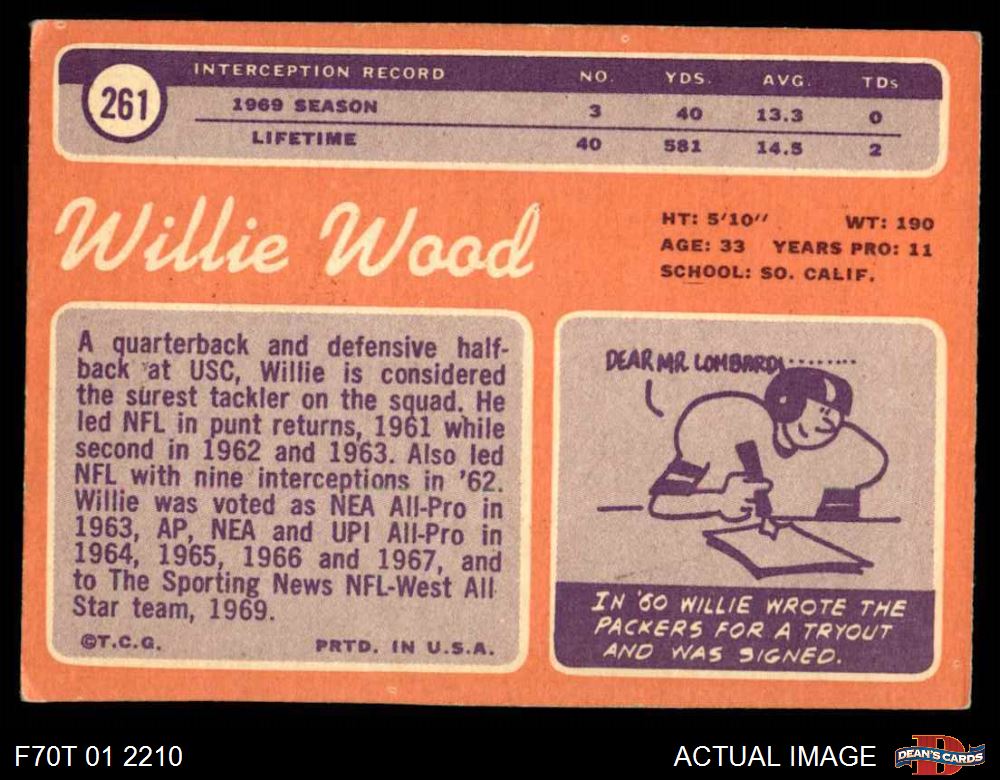 261
INTERCEPTION RECORD NO. YDS. AVG. TDs
1969 SEASON 3 40 13.3 0
LIFETIME 40 581 14.5 2
Willie Wood
HT: 5'10" WT: 190
AGE: 33 YEARS PRO: 11
SCHOOL: SO. CALIF.
A quarterback and defensive half-
back at USC, Willie is considered
the surest tackler on the squad. He
led NFL in punt returns, 1961 while
second in 1962 and 1963. Also led
NFL with nine interceptions in '62.
Willie was voted as NEA All-Pro in
1963, AP, NEA and UPI All-Pro in
1964, 1965, 1966 and 1967, and
to The Sporting News NFL-West All
Star team, 1969.
©T.C.G. PRTD. IN U.S.A.
DEAR MR. LOMBARDI........
IN '60 WILLIE WROTE THE
PACKERS FOR A TRYOUT
AND WAS SIGNED.
F70T 01 2210
ACTUAL IMAGE
D
DEAN'S CARDS